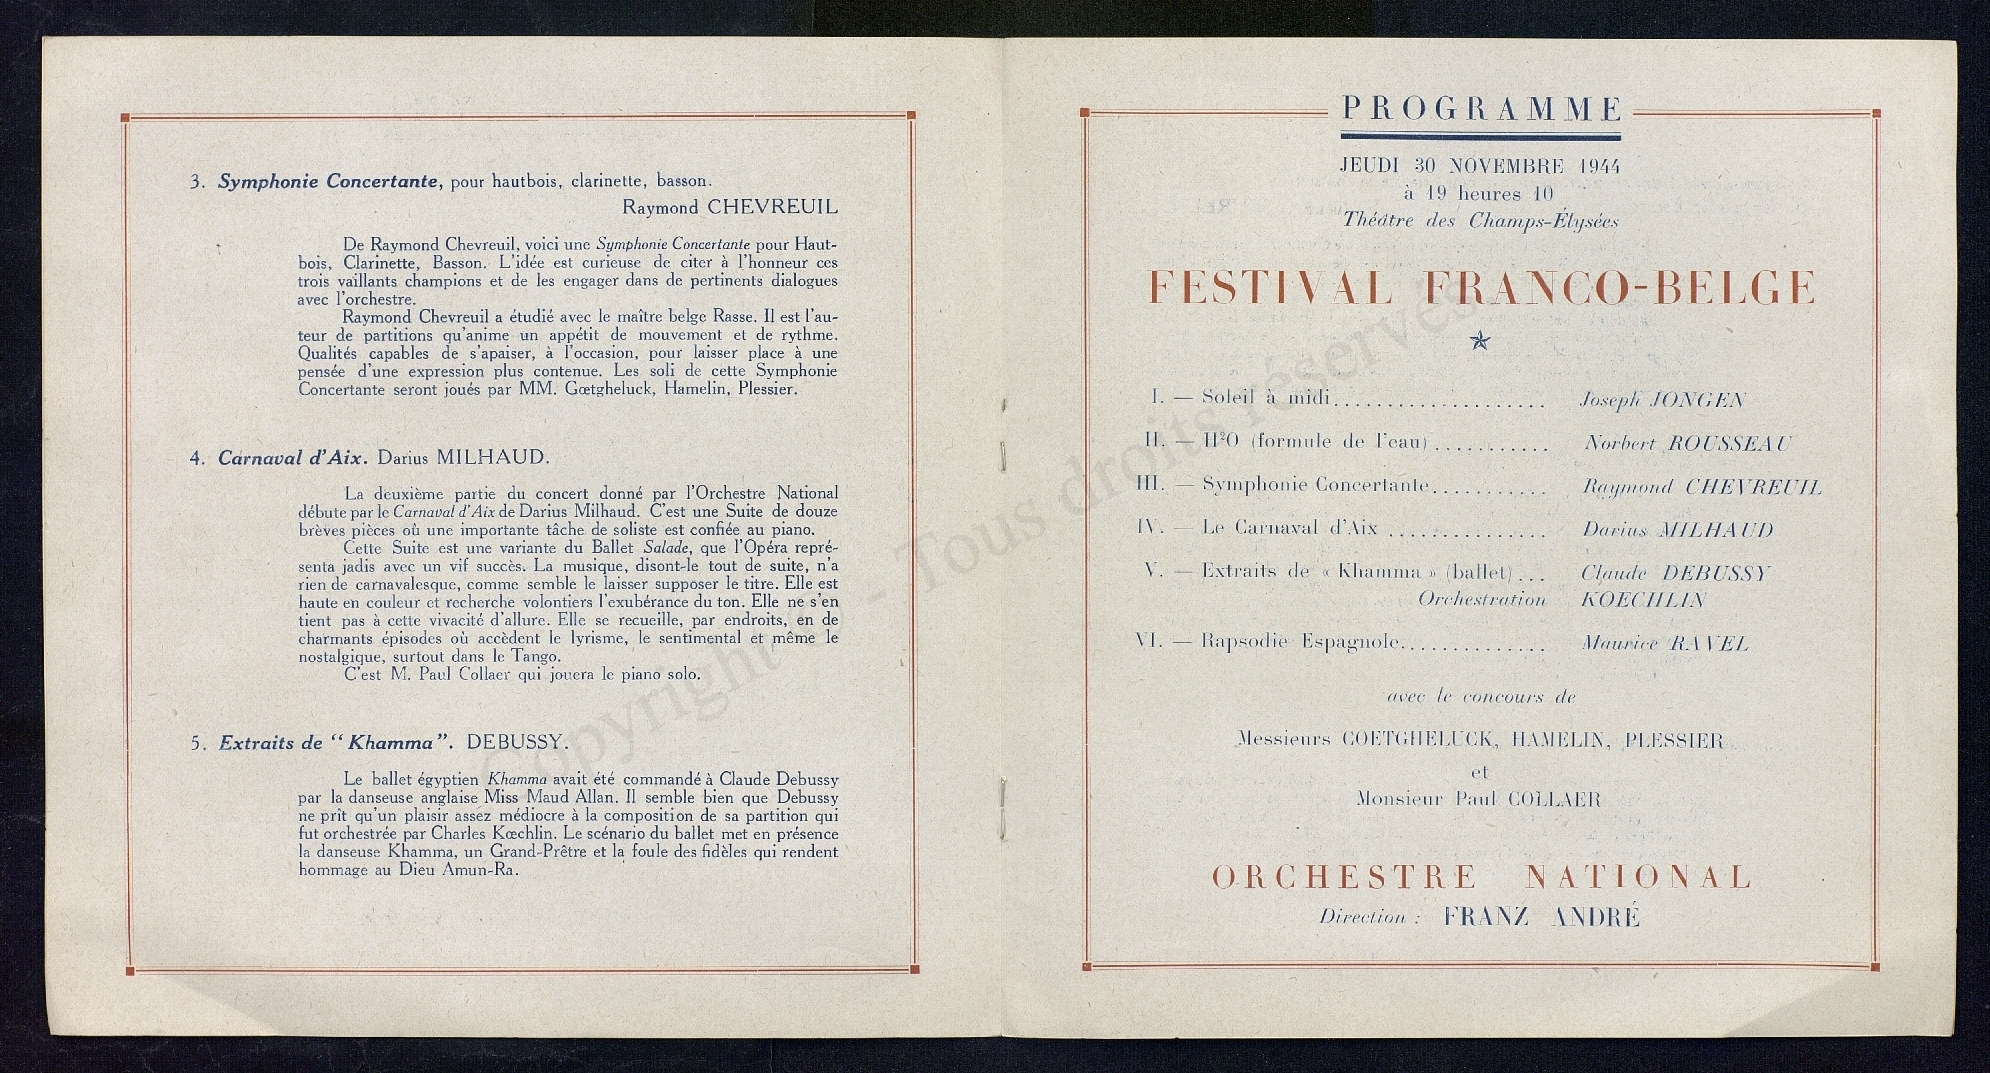 3. Symphonie Concertante, pour hautbois, clarinette, basson.
Raymond CHEVREUIL
De Raymond Chevreuil, voici une Symphonie Concertante pour Haut-
bois, Clarinette, Basson. L'idée est curieuse de citer à l'honneur ces
trois vaillants champions et de les engager dans de pertinents dialogues
avec l'orchestre.
Raymond Chevreuil a étudié avec le maître belge Rasse. Il est l'au-
teur de partitions qu'anime un appétit de mouvement et de rythme.
Qualités capables de s'apaiser, à l'occasion, pour laisser place à une
pensée d'une expression plus contenue. Les soli de cette Symphonie
Concertante seront joués par MM. Gœtgheluck, Hamelin, Plessier.
4. Carnaval d'Aix. Darius MILHAUD.
La deuxième partie du concert donné par l'Orchestre National
débute par le Carnaval d'Aix de Darius Milhaud. C'est une Suite de douze
brèves pièces où une importante tâche de soliste est confiée au piano.
Cette Suite est une variante du Ballet Salade, que l'Opéra repré-
senta jadis avec un vif succès. La musique, disont-le tout de suite, n'a
rien de carnavalesque, comme semble le laisser supposer le titre. Elle est
haute en couleur et recherche volontiers l'exubérance du ton. Elle ne s'en
tient pas à cette vivacité d'allure. Elle se recueille, par endroits, en de
charmants épisodes où accèdent le lyrisme, le sentimental et même le
nostalgique, surtout dans le Tango.
C'est M. Paul Collaer qui jouera le piano solo.
5. Extraits de "Khamma". DEBUSSY.
Le ballet égyptien Khamma avait été commandé à Claude Debussy
par la danseuse anglaise Miss Maud Allan. Il semble bien que Debussy
ne prît qu'un plaisir assez médiocre à la composition de sa partition qui
fut orchestrée par Charles Kœchlin. Le scénario du ballet met en présence
la danseuse Khamma, un Grand-Prêtre et la foule des fidèles qui rendent
hommage au Dieu Amun-Ra.
PROGRAMME
JEUDI 30 NOVEMBRE 1944
à 19 heures 10
Théâtre des Champs-Élysées
FESTIVAL FRANCO-BELGE
I. — Soleil à midi.................... Joseph JONGEN
II. — H²O (formule de l'eau)........... Norbert ROUSSEAU
III. — Symphonie Concertante........... Raymond CHEVREUIL
IV. — Le Carnaval d'Aix ............... Darius MILHAUD
V. — Extraits de « Khamma » (ballet)... Claude DEBUSSY
Orchestration KOECHLIN
VI. — Rapsodie Espagnole.............. Maurice RAVEL
avec le concours de
Messieurs GOETGHELUCK, HAMELIN, PLESSIER
et
Monsieur Paul COLLAER
ORCHESTRE NATIONAL
Direction : FRANZ ANDRÉ
Copyright © - Tous droits réservés